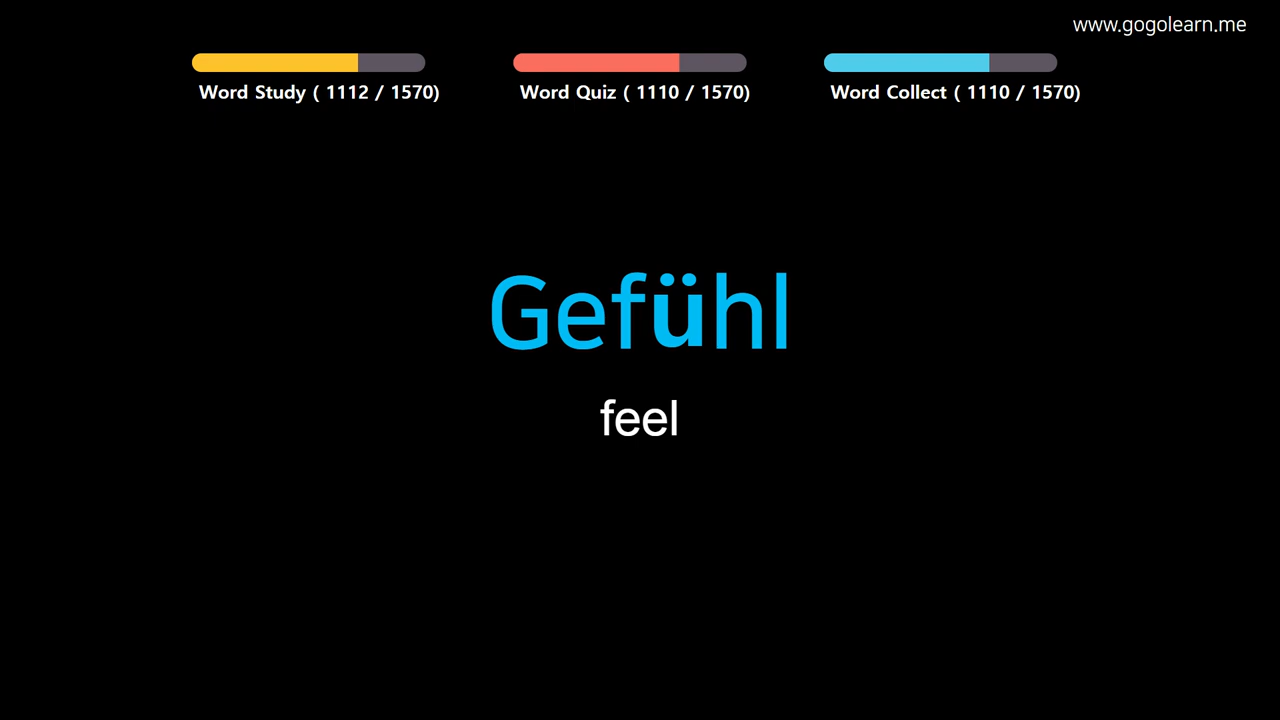 www.gogolearn.me
Word Study ( 1112 / 1570)
Word Quiz ( 1110 / 1570)
Word Collect ( 1110 / 1570)
Gefühl
feel